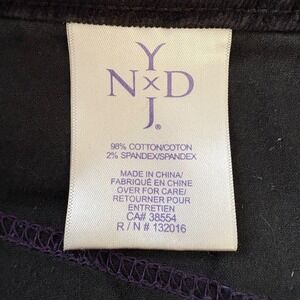 Y
N x D
J®
98% COTTON/COTON
2% SPANDEX/SPANDEX
MADE IN CHINA/
FABRIQUÉ EN CHINE
OVER FOR CARE/
RETOURNER POUR
ENTRETIEN
CA# 38554
R / N # 132016